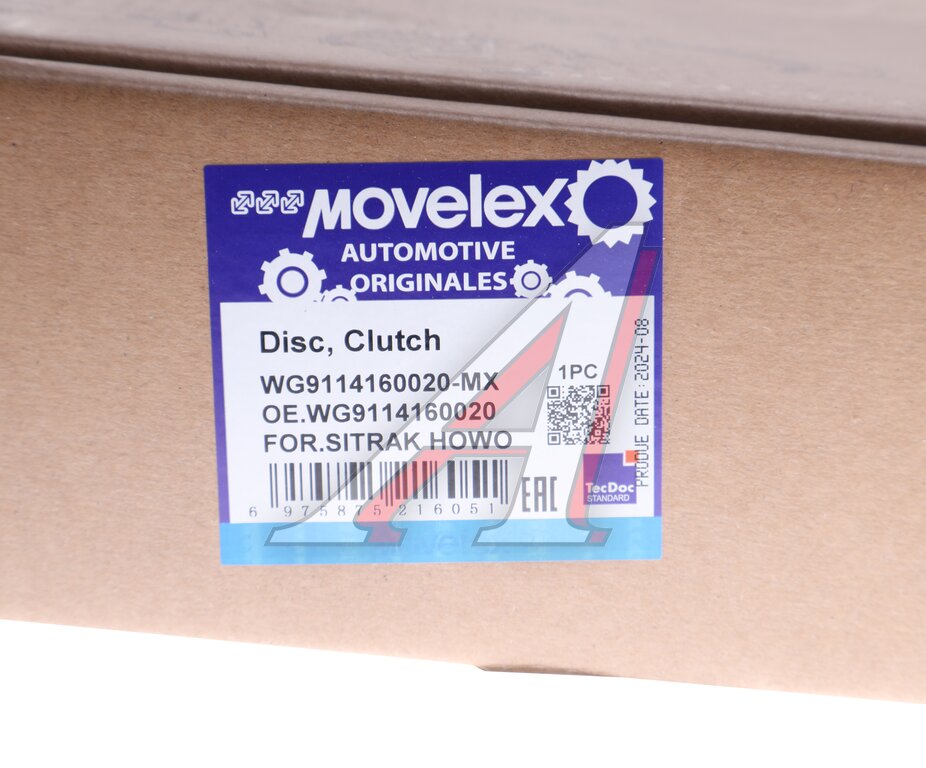 MOVelex
AUTOMOTIVE
ORIGINALES
Disc, Clutch
WG9114160020-MX
OE.WG9114160020
FOR.SITRAK HOWO
1PC
PRODUE DATE:2024-08
6 975875 216051
EAC
TecDoc
STANDARD